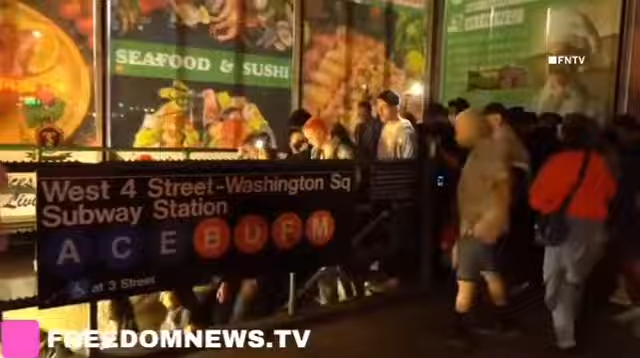 SEAFOOD & SUSHI
FNTV
West 4 Street-Washington Sq
Subway Station
A C E B D F M
at 3 Street
FREEDOMNEWS.TV